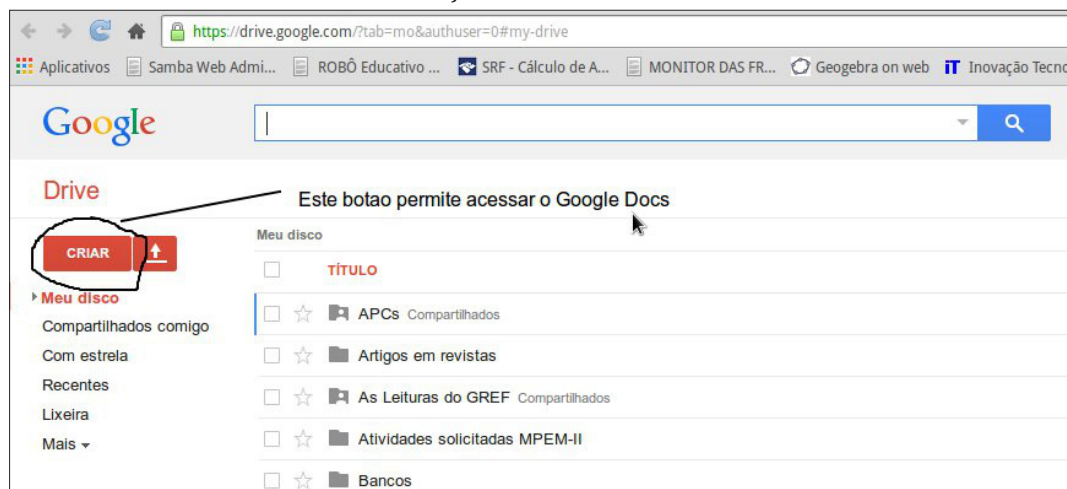 https://drive.google.com/?tab=mo&authuser=0#my-drive
Aplicativos Samba Web Admi... ROBÔ Educativo ... SRF - Cálculo de A... MONITOR DAS FR... Geogebra on web iT Inovação Tecno
Google
Drive
Este botao permite acessar o Google Docs
CRIAR
Meu disco
TÍTULO
Meu disco
Compartilhados comigo
Com estrela
Recentes
Lixeira
Mais
APCs Compartilhados
Artigos em revistas
As Leituras do GREF Compartilhados
Atividades solicitadas MPEM-II
Bancos